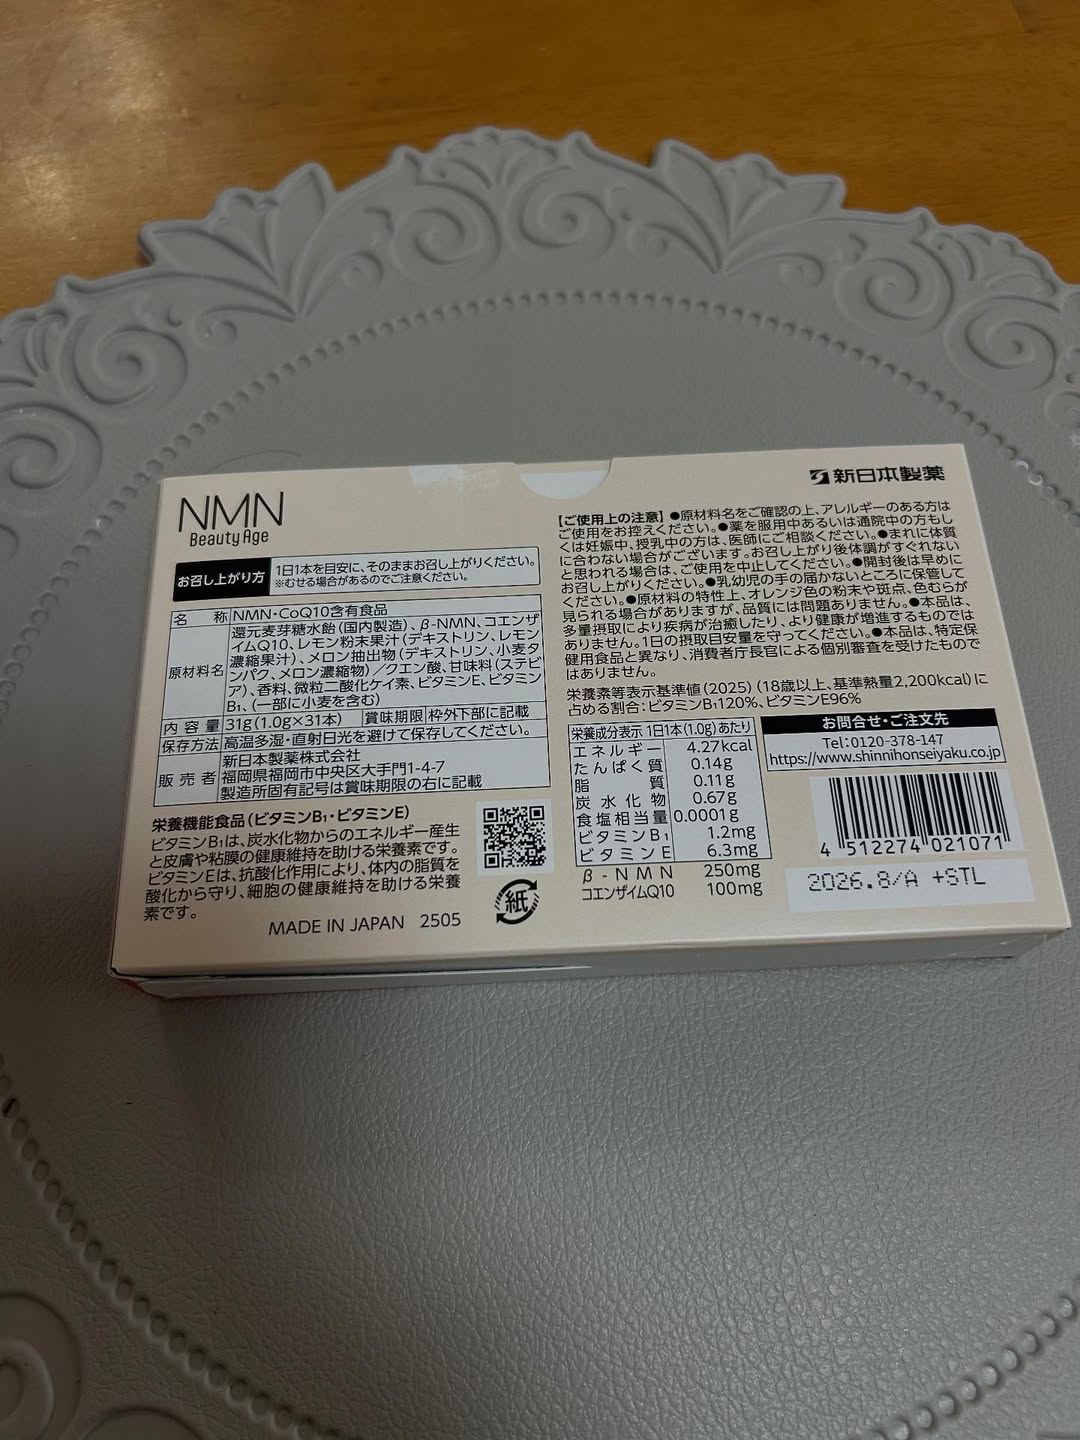 NMN
Beauty Age
お召し上がり方
1日1本を目安に、そのままお召し上がりください。
※むせる場合があるのでご注意ください。
名称 NMN・CoQ10含有食品
原材料名 還元麦芽糖水飴(国内製造)、β-NMN、コエンザ
イムQ10、レモン粉末果汁(デキストリン、レモン
濃縮果汁)、メロン抽出物(デキストリン、小麦タ
ンパク、メロン濃縮物)／クエン酸、甘味料(ステビ
ア)、香料、微粒二酸化ケイ素、ビタミンE、ビタミン
B₁、(一部に小麦を含む)
内容量 31g(1.0g×31本) 賞味期限 枠外下部に記載
保存方法 高温多湿・直射日光を避けて保存してください。
販売者 新日本製薬株式会社
福岡県福岡市中央区大手門1-4-7
製造所固有記号は賞味期限の右に記載
栄養機能食品(ビタミンB₁・ビタミンE)
ビタミンB₁は、炭水化物からのエネルギー産生
と皮膚や粘膜の健康維持を助ける栄養素です。
ビタミンEは、抗酸化作用により、体内の脂質を
酸化から守り、細胞の健康維持を助ける栄養
素です。
MADE IN JAPAN 2505
紙
新日本製薬
【ご使用上の注意】●原材料名をご確認の上、アレルギーのある方は
ご使用をお控えください。●薬を服用中あるいは通院中の方もし
くは妊娠中、授乳中の方は、医師にご相談ください。●まれに体質
に合わない場合がございます。お召し上がり後体調がすぐれない
と思われる場合は、ご使用を中止してください。●開封後は早めに
お召し上がりください。●乳幼児の手の届かないところに保管して
ください。●原材料の特性上、オレンジ色の粉末や斑点、色むらが
見られる場合がありますが、品質には問題ありません。●本品は、
多量摂取により疾病が治癒したり、より健康が増進するものでは
ありません。1日の摂取目安量を守ってください。●本品は、特定保
健用食品と異なり、消費者庁長官による個別審査を受けたもので
はありません。
栄養素等表示基準値(2025)(18歳以上、基準熱量2,200kcal)に
占める割合：ビタミンB₁120%、ビタミンE96%
栄養成分表示 1日1本(1.0g)あたり
エネルギー 4.27kcal
たんぱく質 0.14g
脂質 0.11g
炭水化物 0.67g
食塩相当量 0.0001g
ビタミンB₁ 1.2mg
ビタミンE 6.3mg
β-NMN 250mg
コエンザイムQ10 100mg
お問合せ・ご注文先
Tel：0120-378-147
https://www.shinnihonseiyaku.co.jp
4 512274 021071
2026.8/A +STL